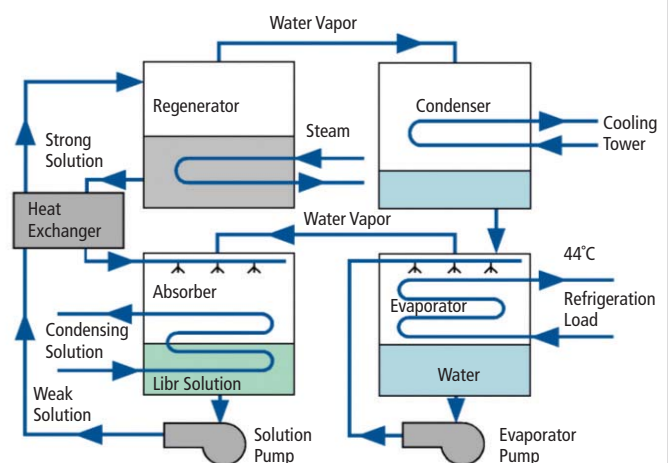 Water Vapor
Regenerator
Condenser
Steam
Cooling
Tower
Strong
Solution
Heat
Exchanger
Water Vapor
44˚C
Absorber
Evaporator
Refrigeration
Load
Condensing
Solution
Libr Solution
Water
Weak
Solution
Solution
Pump
Evaporator
Pump